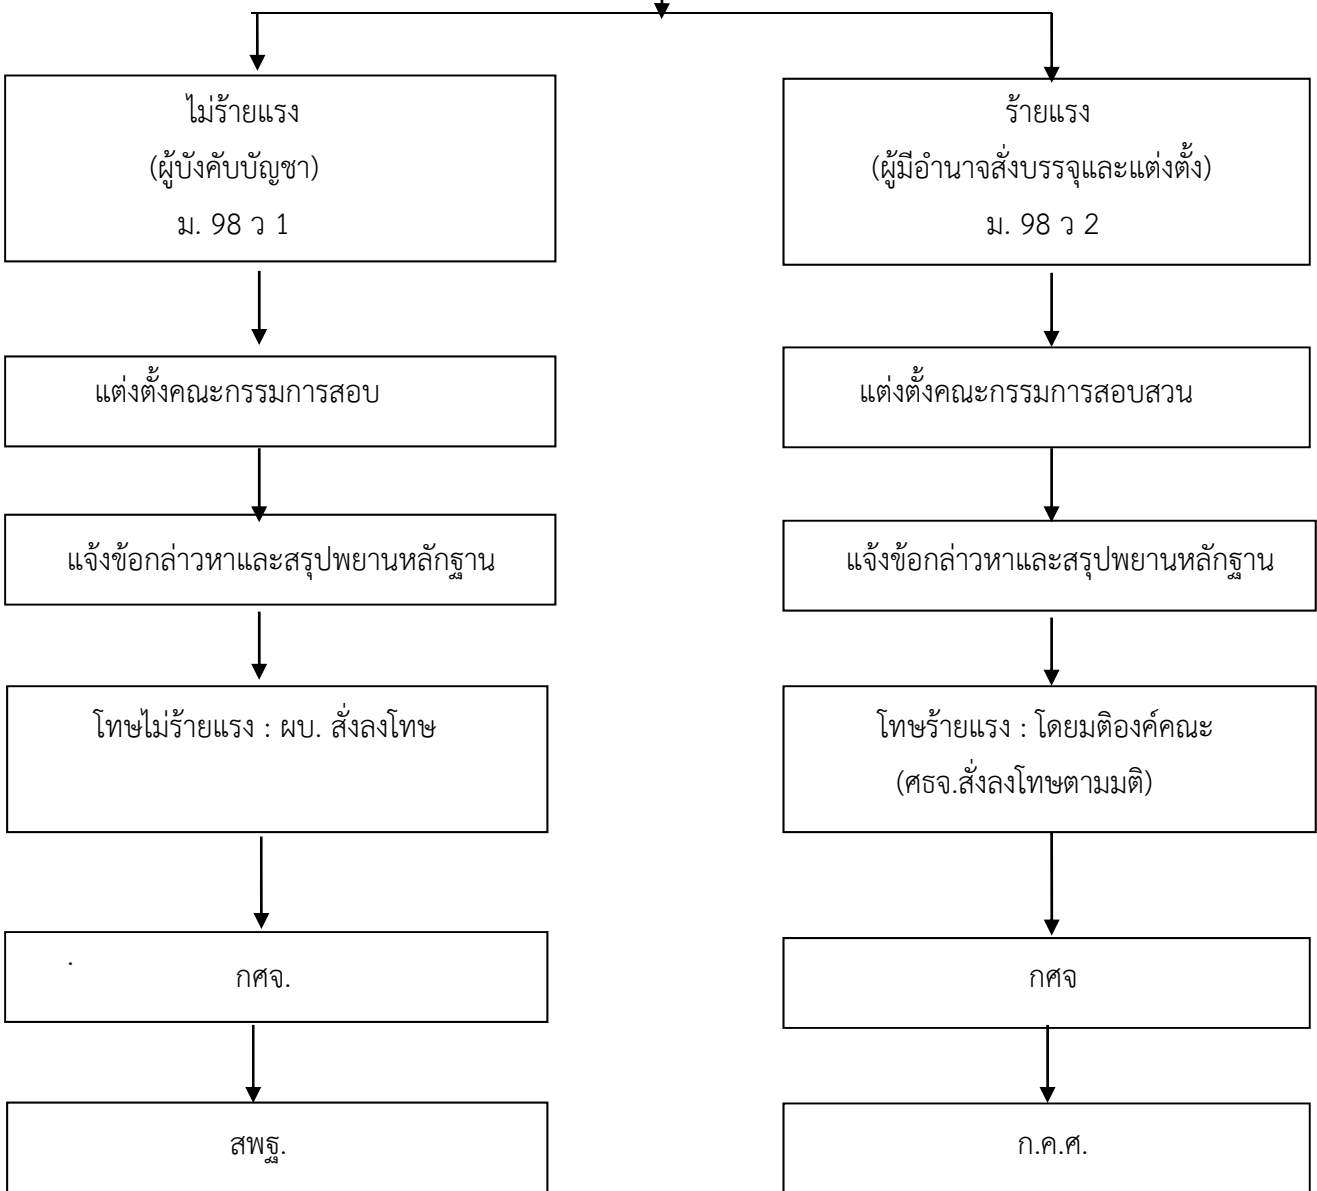 ไม่ร้ายแรง
(ผู้บังคับบัญชา)
ม. 98 ว 1
ร้ายแรง
(ผู้มีอำนาจสั่งบรรจุและแต่งตั้ง)
ม. 98 ว 2
แต่งตั้งคณะกรรมการสอบ
แต่งตั้งคณะกรรมการสอบสวน
แจ้งข้อกล่าวหาและสรุปพยานหลักฐาน
แจ้งข้อกล่าวหาและสรุปพยานหลักฐาน
โทษไม่ร้ายแรง : ผบ. สั่งลงโทษ
โทษร้ายแรง : โดยมติองค์คณะ
(ศธจ.สั่งลงโทษตามมติ)
.
กศจ.
กศจ
สพฐ.
ก.ค.ศ.